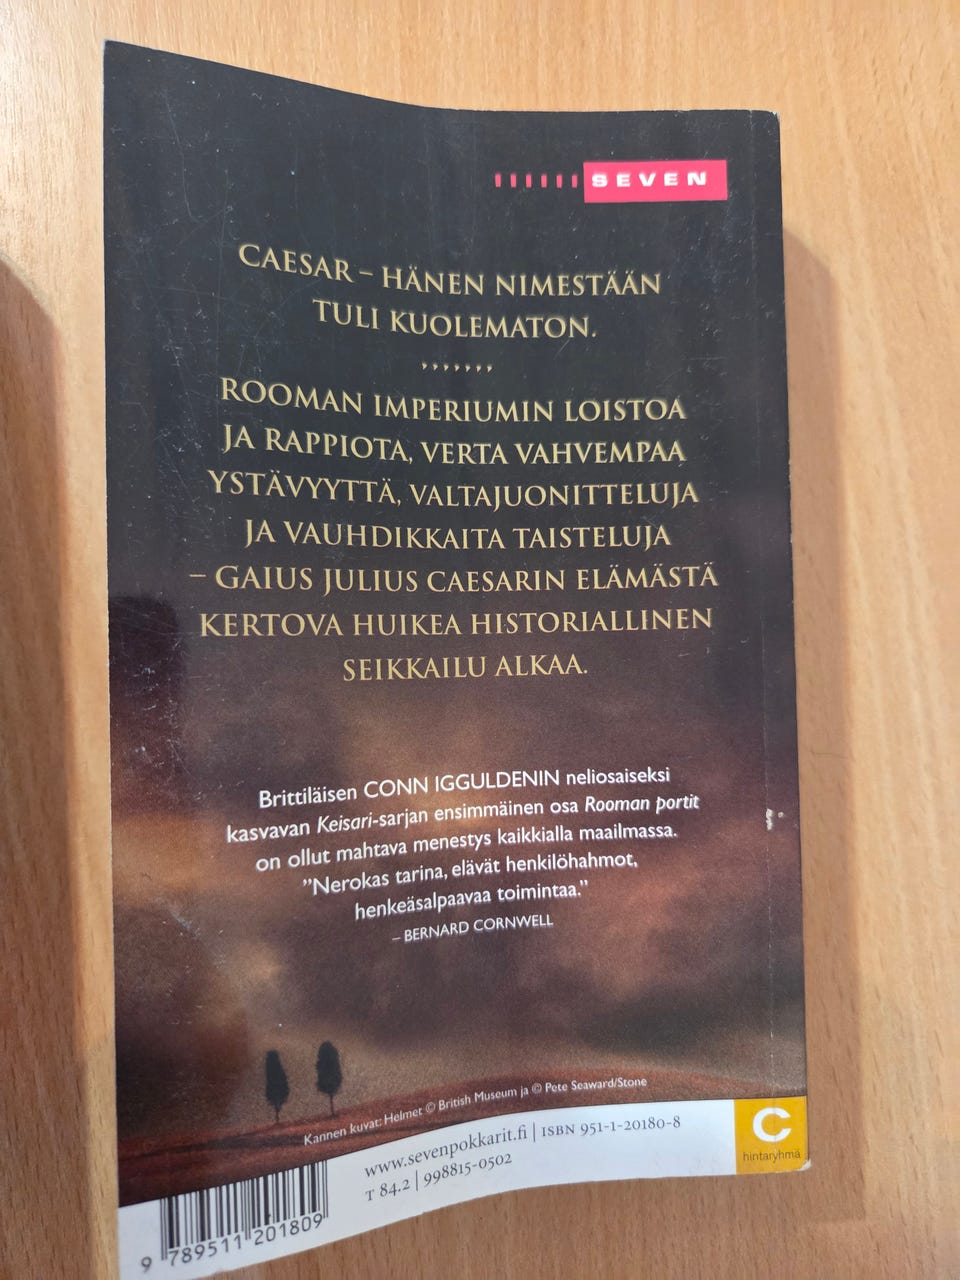 SEVEN
CAESAR – HÄNEN NIMESTÄÄN
TULI KUOLEMATON.
ROOMAN IMPERIUMIN LOISTOA
JA RAPPIOTA, VERTA VAHVEMPAA
YSTÄVYYTTÄ, VALTAJUONITTELUJA
JA VAUHDIKKAITA TAISTELUJA
– GAIUS JULIUS CAESARIN ELÄMÄSTÄ
KERTOVA HUIKEA HISTORIALLINEN
SEIKKAILU ALKAA.
Brittiläisen CONN IGGULDENIN neliosaiseksi
kasvavan Keisari-sarjan ensimmäinen osa Rooman portit
on ollut mahtava menestys kaikkialla maailmassa.
”Nerokas tarina, elävät henkilöhahmot,
henkeäsalpaavaa toimintaa.”
– BERNARD CORNWELL
Kannen kuvat: Helmet © British Museum ja © Pete Seaward/Stone
www.sevenpokkarit.fi | ISBN 951-1-20180-8
T 84.2 | 998815-0502
C
hintaryhmä
9 789511 201809